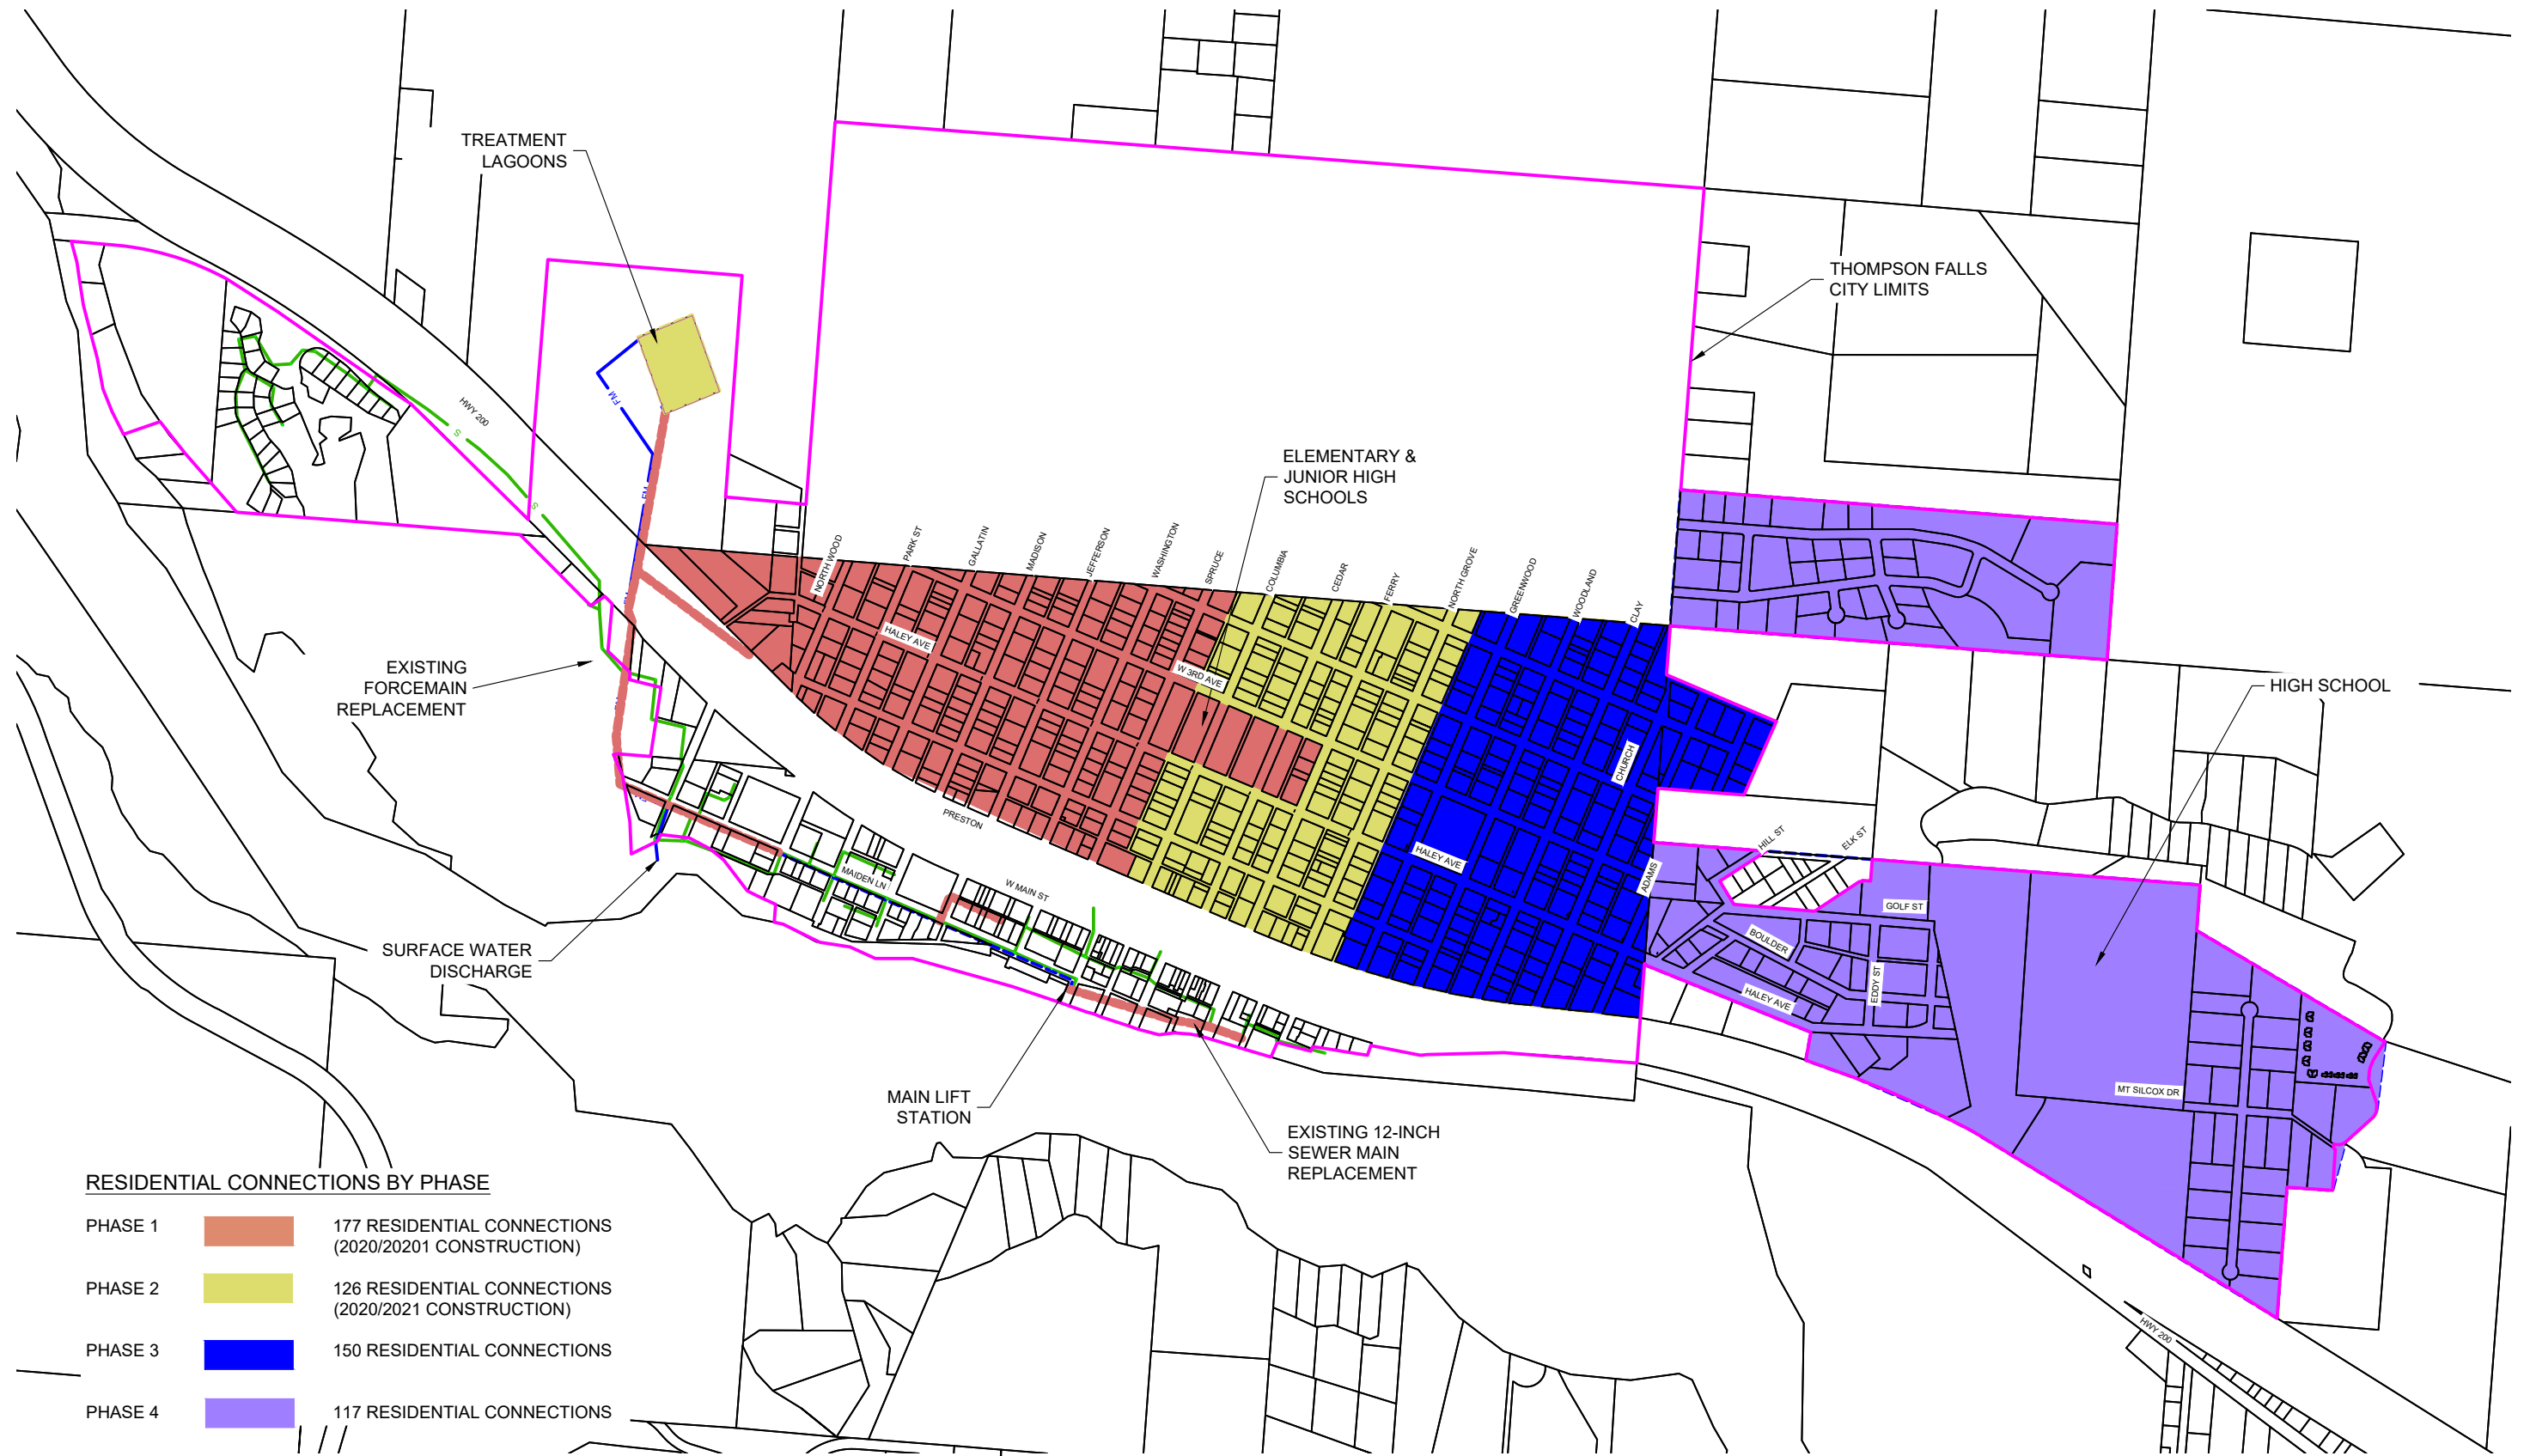 TREATMENT
LAGOONS
THOMPSON FALLS
CITY LIMITS
HWY 200
FM
S
S
FM
FM
ELEMENTARY &
JUNIOR HIGH
SCHOOLS
NORTH WOOD
PARK ST
GALLATIN
MADISON
JEFFERSON
WASHINGTON
SPRUCE
COLUMBIA
CEDAR
FERRY
NORTH GROVE
GREENWOOD
WOODLAND
CLAY
HALEY AVE
W 3RD AVE
EXISTING
FORCEMAIN
REPLACEMENT
HIGH SCHOOL
CHURCH
PRESTON
HALEY AVE
HILL ST
ELK ST
ADAMS
MAIDEN LN
W MAIN ST
GOLF ST
BOULDER
EDDY ST
HALEY AVE
SURFACE WATER
DISCHARGE
MAIN LIFT
STATION
MT SILCOX DR
EXISTING 12-INCH
SEWER MAIN
REPLACEMENT
HWY 200
RESIDENTIAL CONNECTIONS BY PHASE
PHASE 1
177 RESIDENTIAL CONNECTIONS
(2020/20201 CONSTRUCTION)
PHASE 2
126 RESIDENTIAL CONNECTIONS
(2020/2021 CONSTRUCTION)
PHASE 3
150 RESIDENTIAL CONNECTIONS
PHASE 4
117 RESIDENTIAL CONNECTIONS